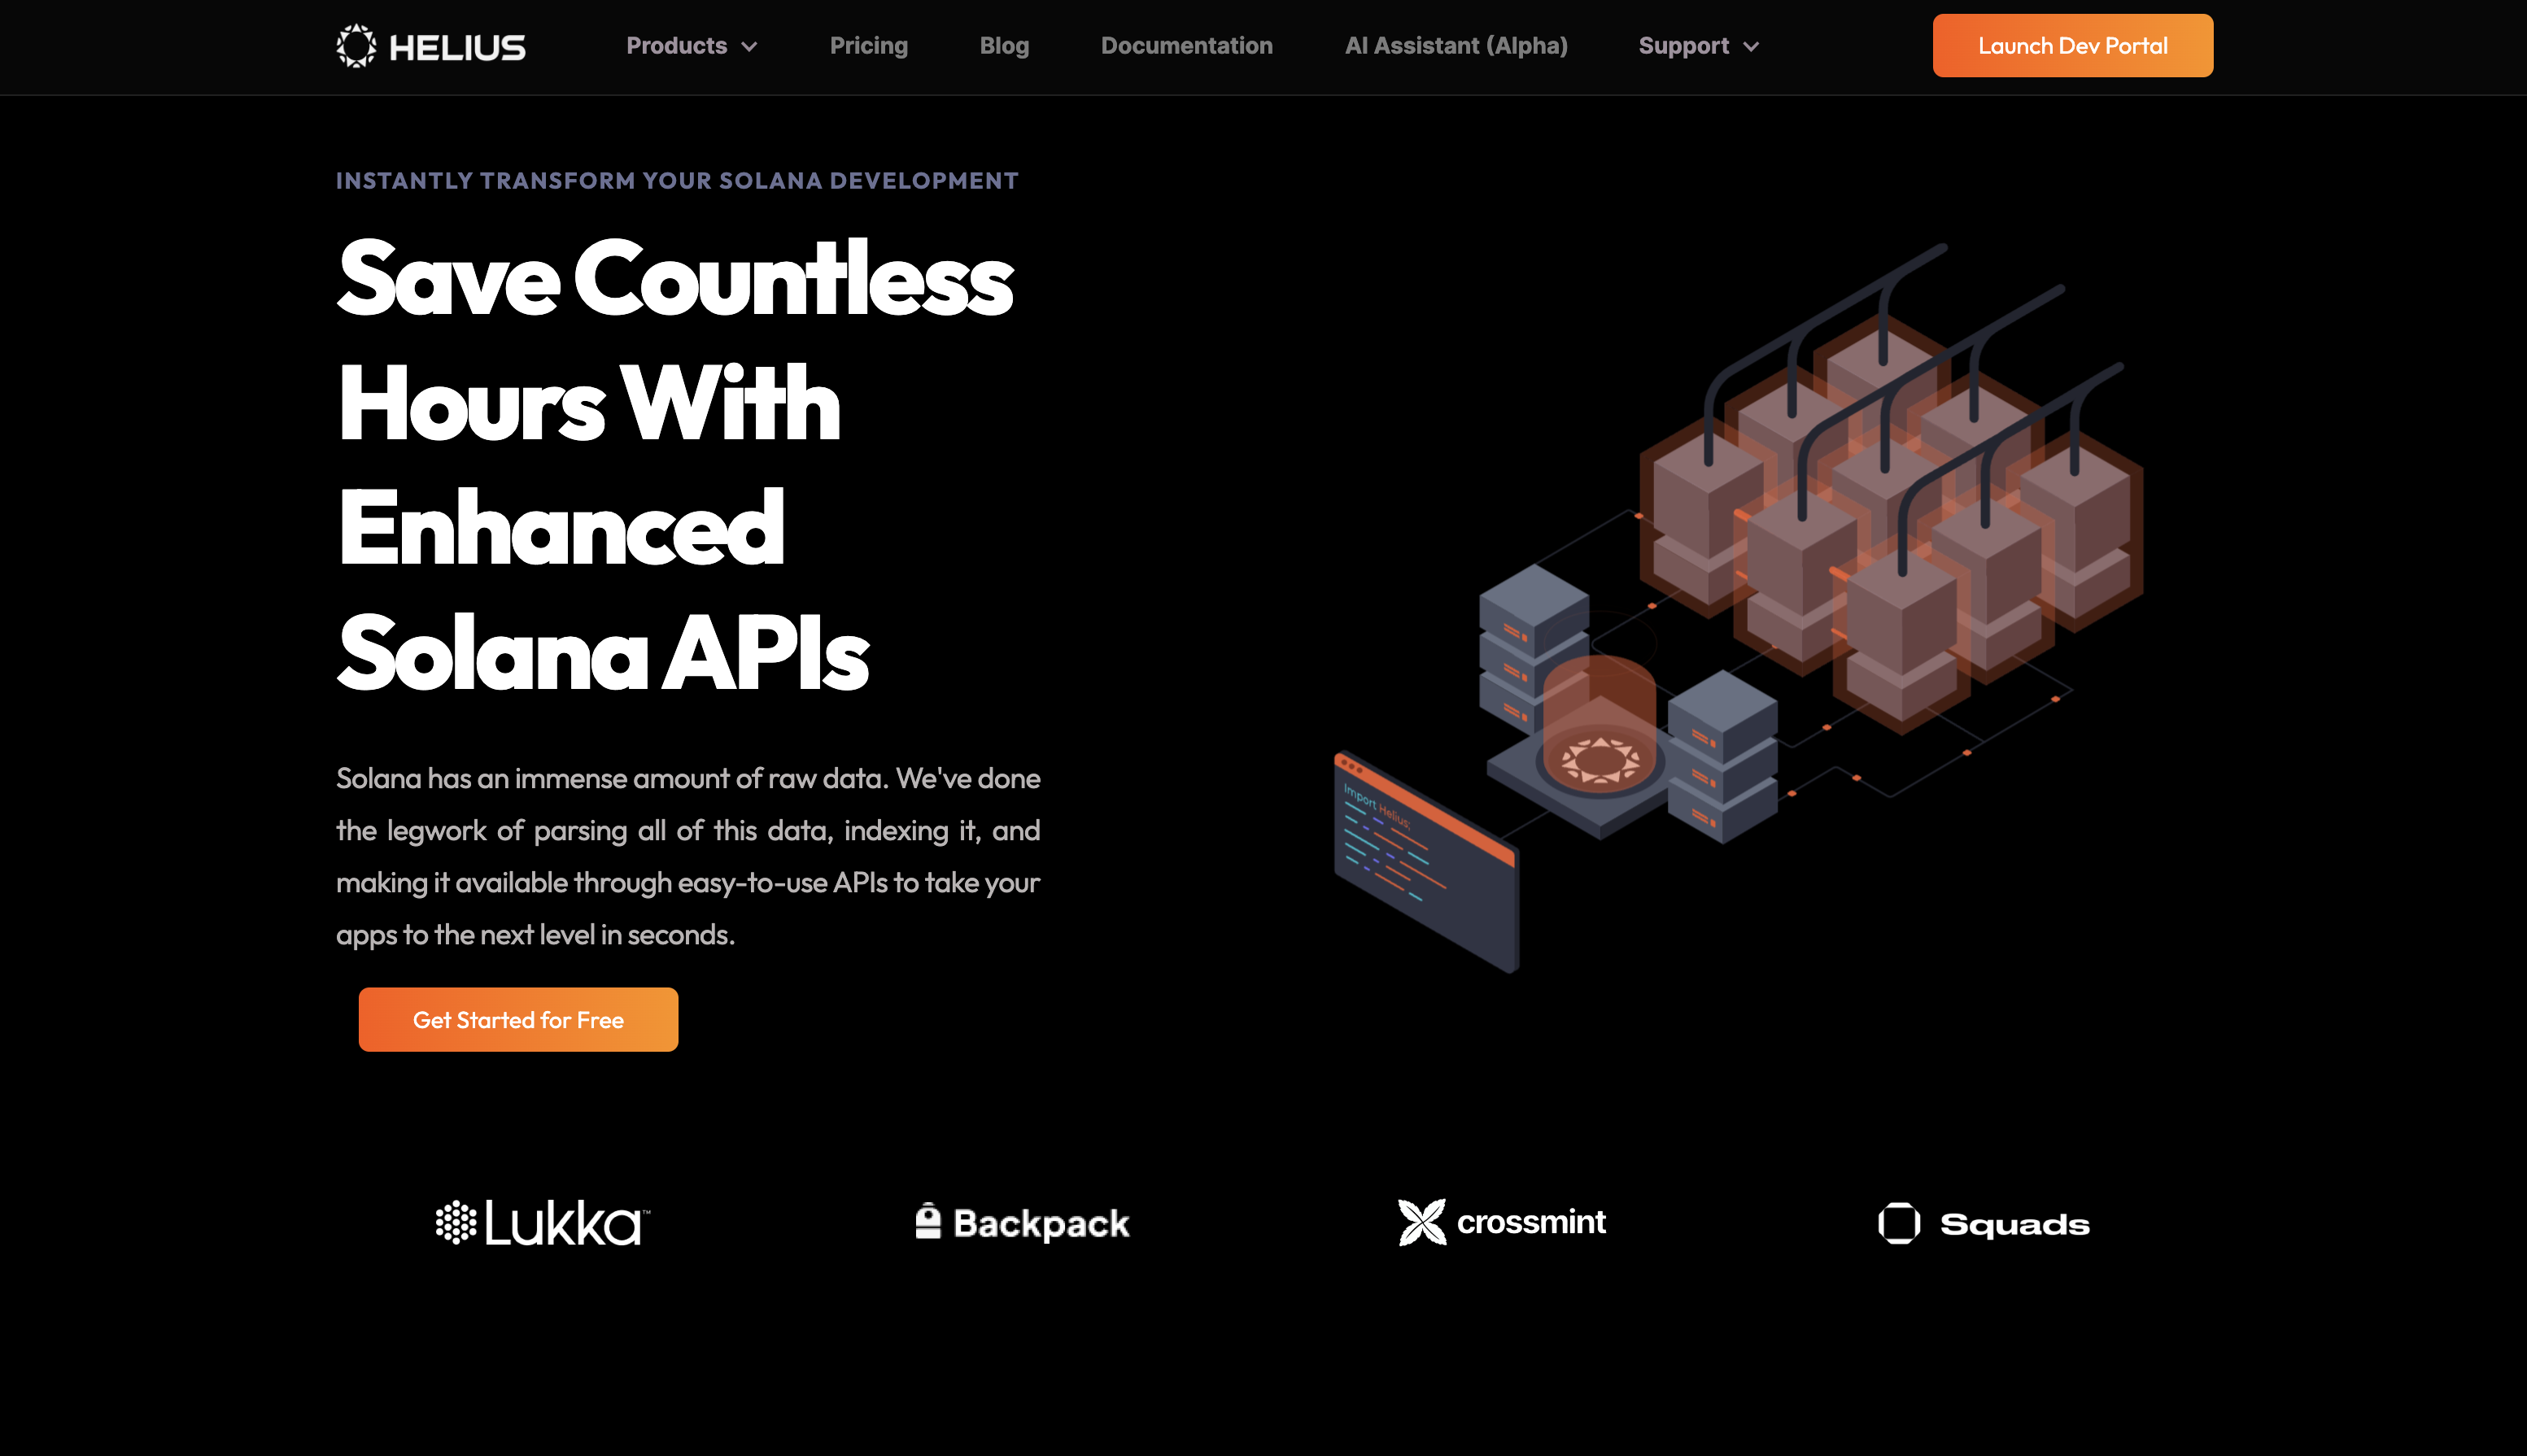 HELIUS
Products
Pricing
Blog
Documentation
AI Assistant (Alpha)
Support
Launch Dev Portal
INSTANTLY TRANSFORM YOUR SOLANA DEVELOPMENT
Save Countless
Hours With
Enhanced
Solana APIs
Solana has an immense amount of raw data. We've done
the legwork of parsing all of this data, indexing it, and
making it available through easy-to-use APIs to take your
apps to the next level in seconds.
Get Started for Free
Import Helius;
Lukka™
Backpack
crossmint
Squads